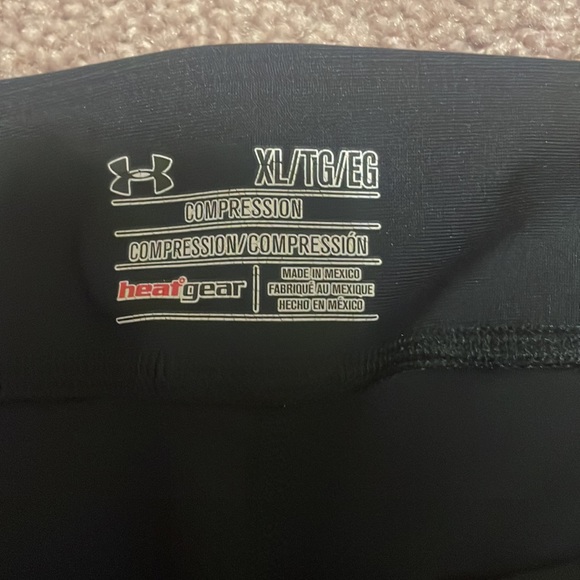 XL/TG/EG
COMPRESSION
COMPRESSION/COMPRESSIÓN
heatgear
MADE IN MEXICO
FABRIQUÉ AU MEXIQUE
HECHO EN MÉXICO